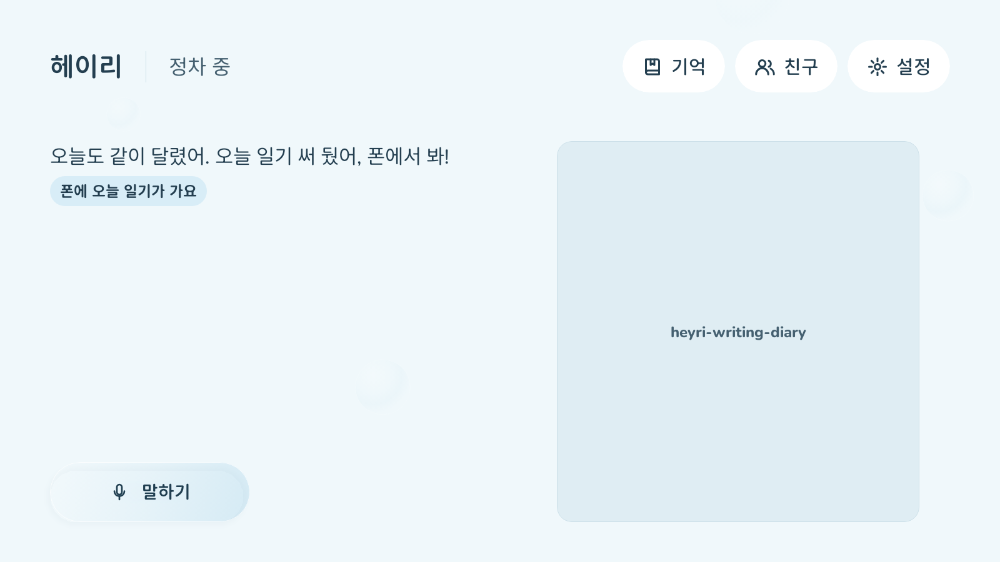 헤이리 정차 중
기억 친구 설정
오늘도 같이 달렸어. 오늘 일기 써 뒀어, 폰에서 봐!
폰에 오늘 일기가 가요
heyri-writing-diary
말하기